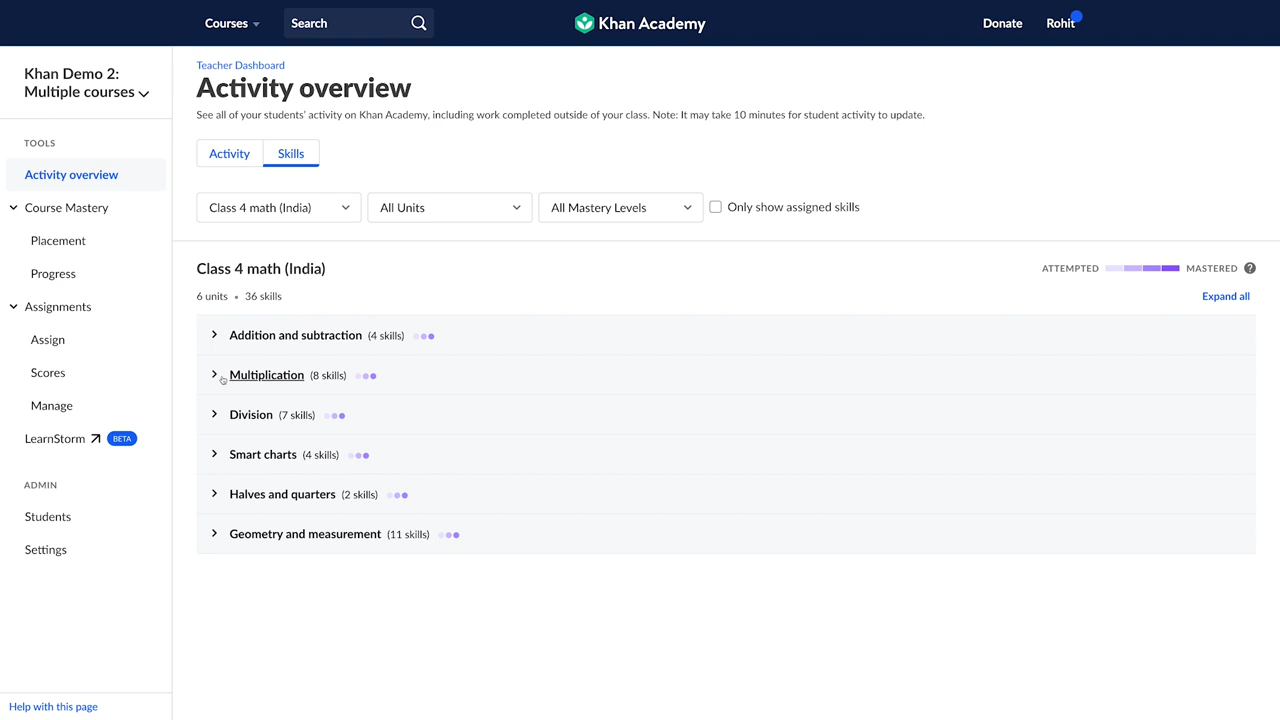 Courses
Search
Khan Academy
Donate
Rohit
Khan Demo 2:
Multiple courses
TOOLS
Activity overview
Course Mastery
Placement
Progress
Assignments
Assign
Scores
Manage
LearnStorm BETA
ADMIN
Students
Settings
Help with this page
Teacher Dashboard
Activity overview
See all of your students' activity on Khan Academy, including work completed outside of your class. Note: It may take 10 minutes for student activity to update.
Activity Skills
Class 4 math (India) All Units All Mastery Levels Only show assigned skills
Class 4 math (India) ATTEMPTED MASTERED ?
6 units • 36 skills Expand all
Addition and subtraction (4 skills)
Multiplication (8 skills)
Division (7 skills)
Smart charts (4 skills)
Halves and quarters (2 skills)
Geometry and measurement (11 skills)